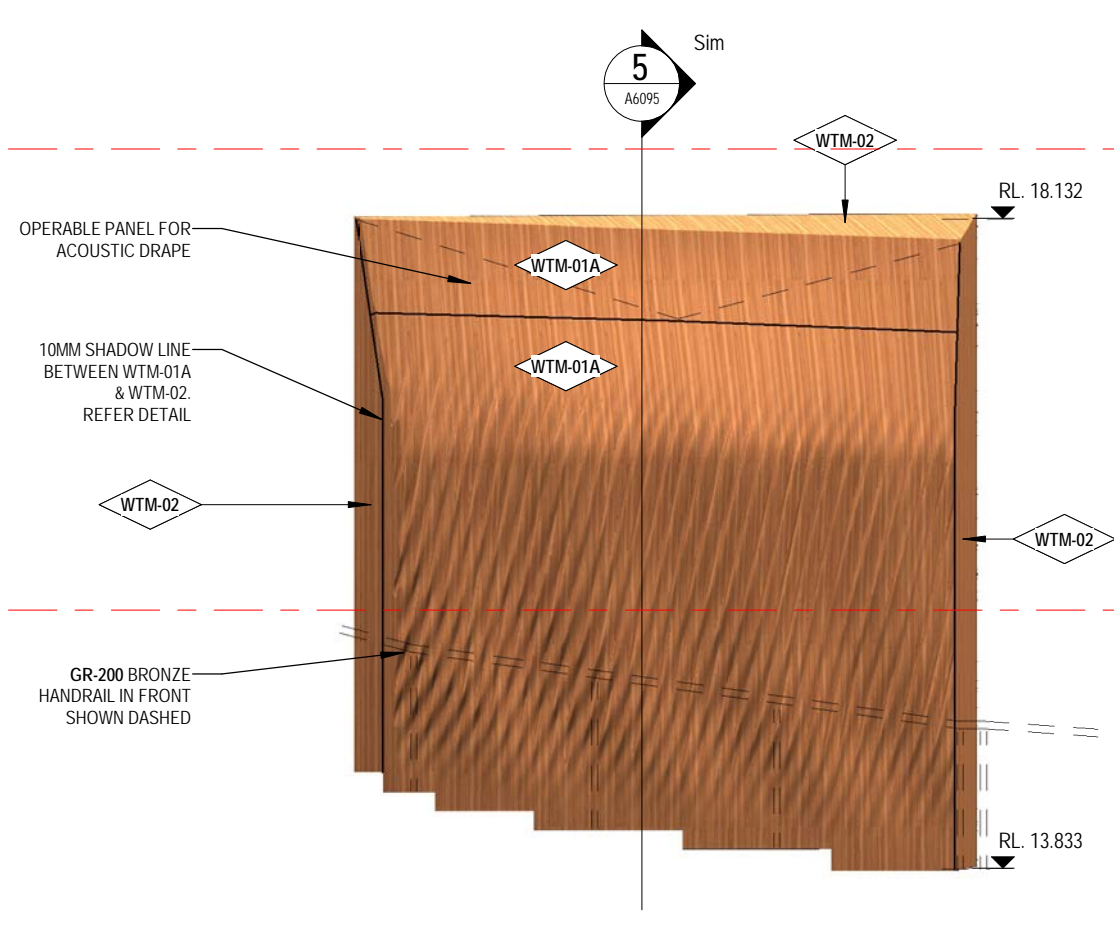 Sim
5
A6095
WTM-02
RL. 18.132
OPERABLE PANEL FOR
ACOUSTIC DRAPE
WTM-01A
10MM SHADOW LINE
BETWEEN WTM-01A
& WTM-02.
REFER DETAIL
WTM-01A
WTM-02
WTM-02
GR-200 BRONZE
HANDRAIL IN FRONT
SHOWN DASHED
RL. 13.833